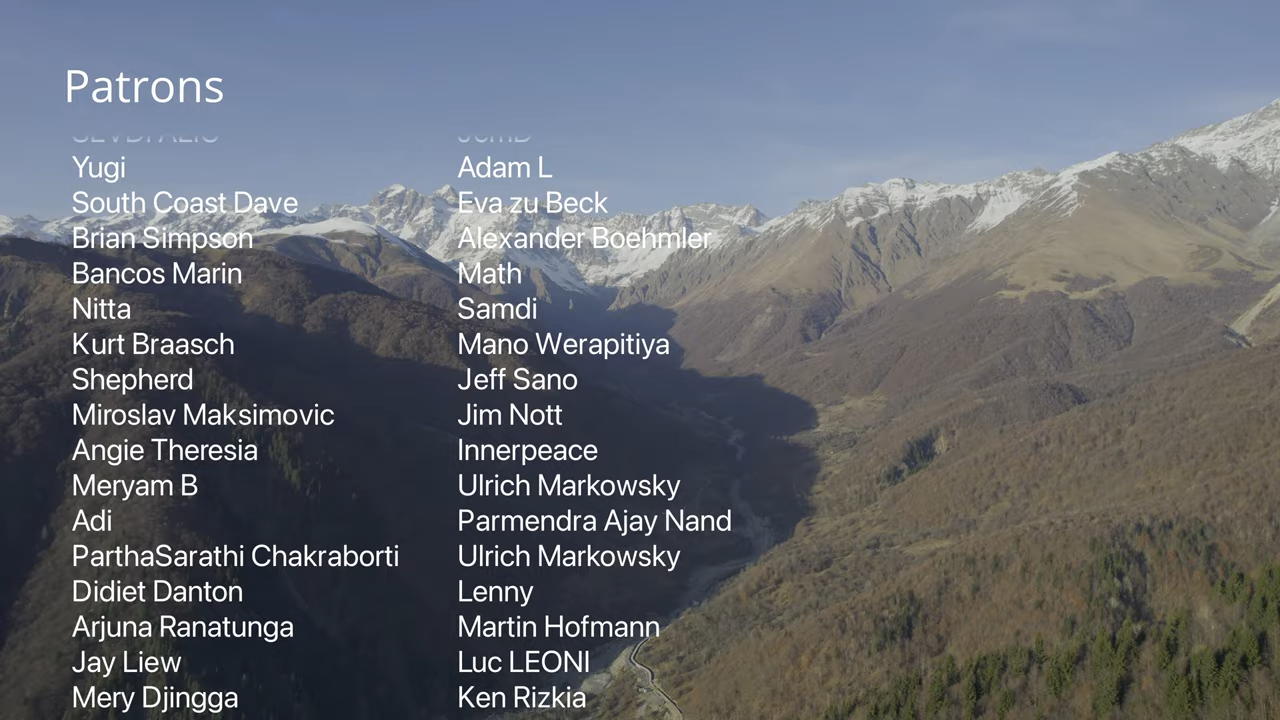 Patrons
Yugi
South Coast Dave
Brian Simpson
Bancos Marin
Nitta
Kurt Braasch
Shepherd
Miroslav Maksimovic
Angie Theresia
Meryam B
Adi
ParthaSarathi Chakraborti
Didiet Danton
Arjuna Ranatunga
Jay Liew
Mery Djingga
Adam L
Eva zu Beck
Alexander Boehmler
Math
Samdi
Mano Werapitiya
Jeff Sano
Jim Nott
Innerpeace
Ulrich Markowsky
Parmendra Ajay Nand
Ulrich Markowsky
Lenny
Martin Hofmann
Luc LEONI
Ken Rizkia